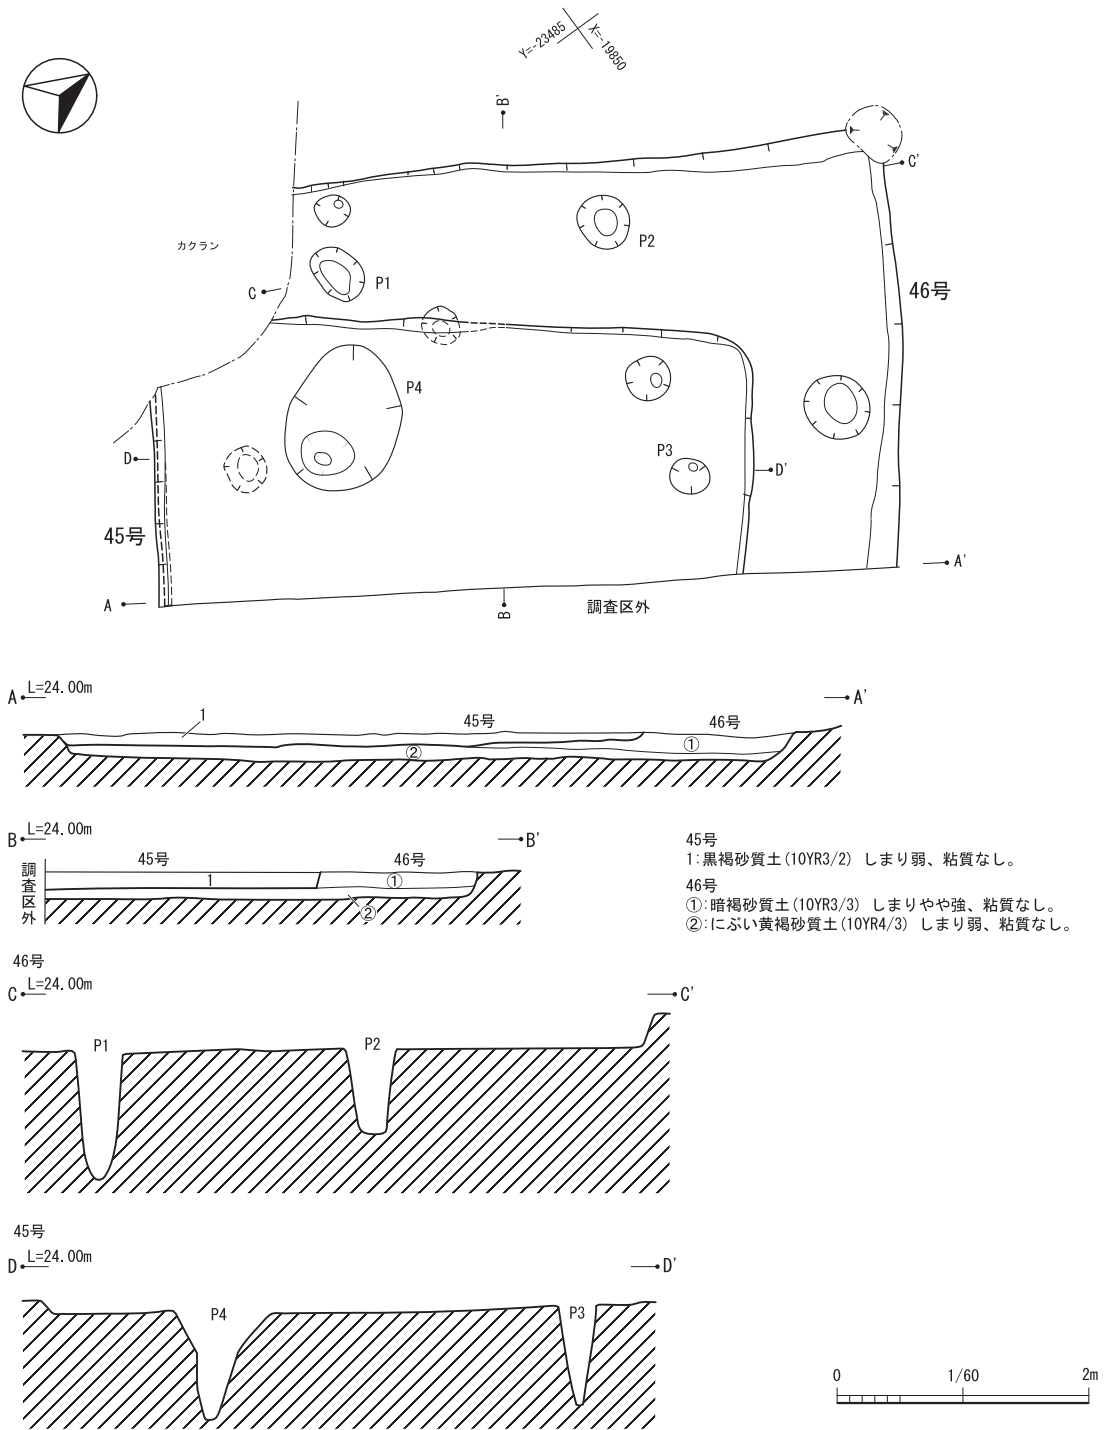 Y=-23485
X=-19850
B'
C'
カクラン
P2
P1
C
46号
P4
P3
D
D'
45号
A'
A
B
調査区外
A
L=24.00m
A'
1
45号
46号
①
②
B
L=24.00m
B'
調査区外
45号
46号
1
①
②
45号
1:黒褐砂質土(10YR3/2) しまり弱、粘質なし。
46号
①:暗褐砂質土(10YR3/3) しまりやや強、粘質なし。
②:にぶい黄褐砂質土(10YR4/3) しまり弱、粘質なし。
46号
C
L=24.00m
C'
P1
P2
45号
D
L=24.00m
D'
P4
P3
0
1/60
2m